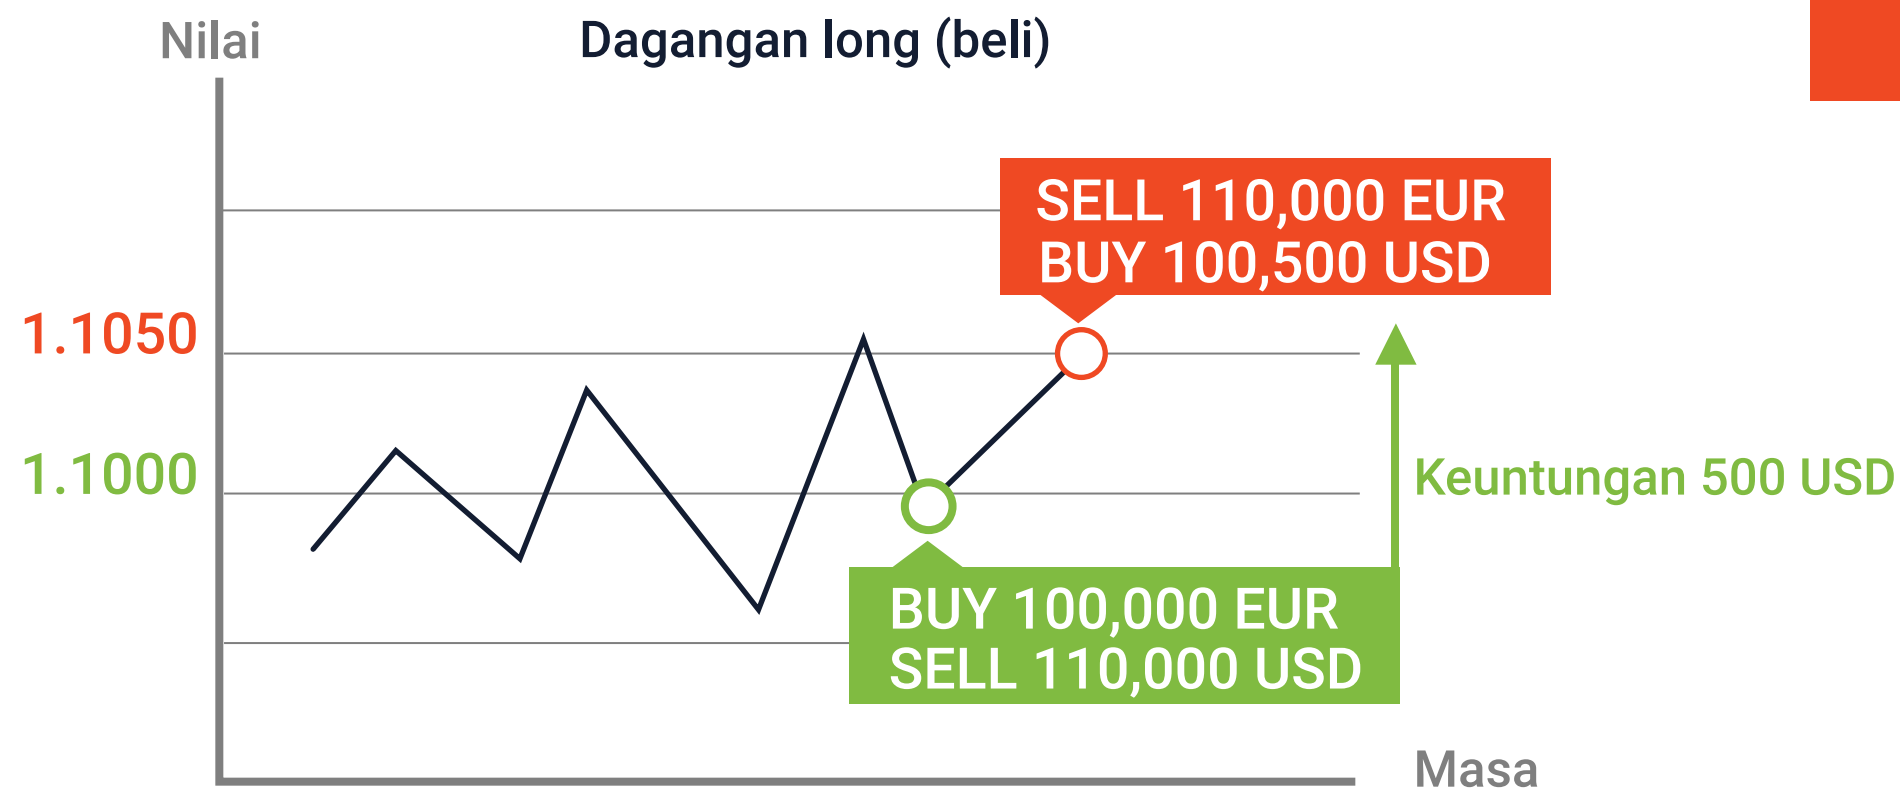 Nilai
Dagangan long (beli)
SELL 110,000 EUR
BUY 100,500 USD
1.1050
1.1000
Keuntungan 500 USD
BUY 100,000 EUR
SELL 110,000 USD
Masa